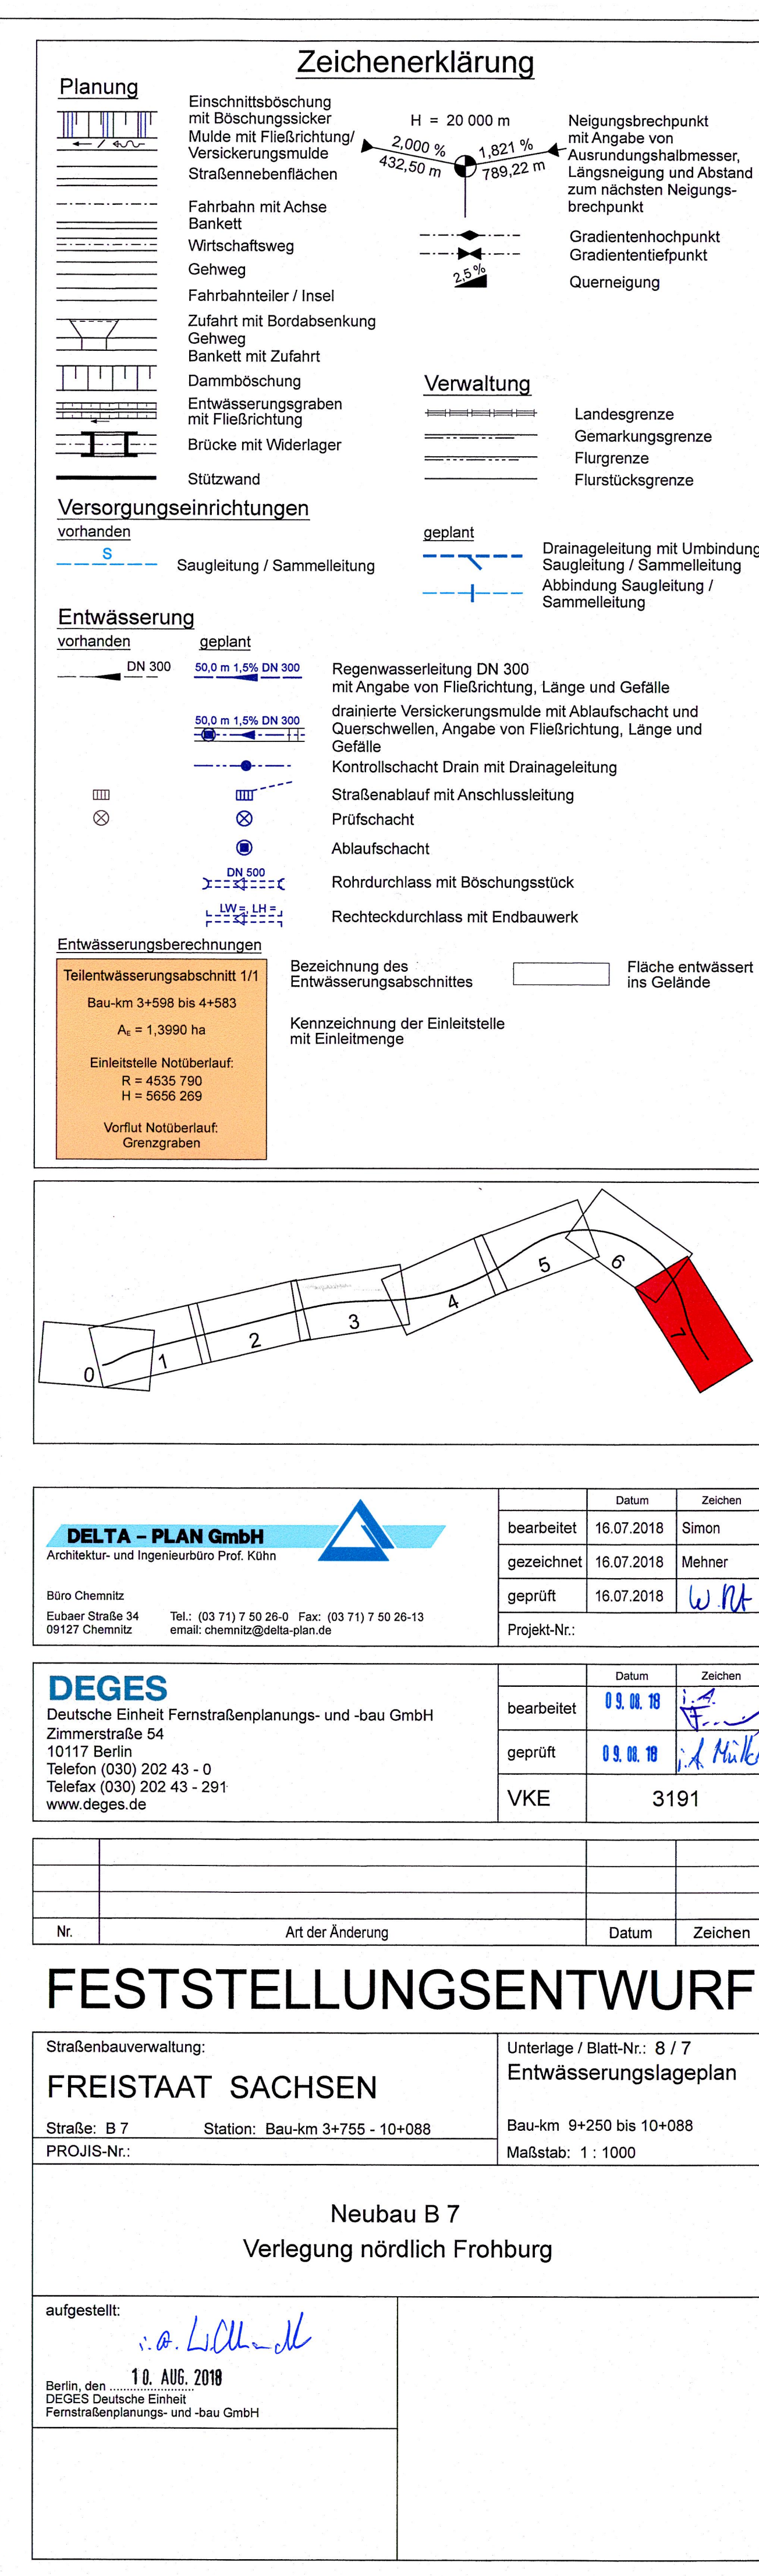 Zeichenerklärung
Planung
Einschnittsböschung
mit Böschungssicker
Mulde mit Fließrichtung/
Versickerungsmulde
Straßennebenflächen
Fahrbahn mit Achse
Bankett
Wirtschaftsweg
Gehweg
Fahrbahnteiler / Insel
Zufahrt mit Bordabsenkung
Gehweg
Bankett mit Zufahrt
Dammböschung
Entwässerungsgraben
mit Fließrichtung
Brücke mit Widerlager
Stützwand
H = 20 000 m
2,000 %
432,50 m
1,821 %
789,22 m
Neigungsbrechpunkt
mit Angabe von
Ausrundungshalbmesser,
Längsneigung und Abstand
zum nächsten Neigungs-
brechpunkt
Gradientenhochpunkt
Gradiententiefpunkt
2,5 %
Querneigung
Verwaltung
Landesgrenze
Gemarkungsgrenze
Flurgrenze
Flurstücksgrenze
Versorgungseinrichtungen
vorhanden
S
Saugleitung / Sammelleitung
geplant
Drainageleitung mit Umbindung
Saugleitung / Sammelleitung
Abbindung Saugleitung /
Sammelleitung
Entwässerung
vorhanden
geplant
DN 300
50,0 m 1,5% DN 300
Regenwasserleitung DN 300
mit Angabe von Fließrichtung, Länge und Gefälle
50,0 m 1,5% DN 300
drainierte Versickerungsmulde mit Ablaufschacht und
Querschwellen, Angabe von Fließrichtung, Länge und
Gefälle
Kontrollschacht Drain mit Drainageleitung
Straßenablauf mit Anschlussleitung
Prüfschacht
Ablaufschacht
DN 500
Rohrdurchlass mit Böschungsstück
LW =, LH =
Rechteckdurchlass mit Endbauwerk
Entwässerungsberechnungen
Teilentwässerungsabschnitt 1/1
Bau-km 3+598 bis 4+583
AE = 1,3990 ha
Einleitstelle Notüberlauf:
R = 4535 790
H = 5656 269
Vorflut Notüberlauf:
Grenzgraben
Bezeichnung des
Entwässerungsabschnittes
Kennzeichnung der Einleitstelle
mit Einleitmenge
Fläche entwässert
ins Gelände
0
1
2
3
4
5
6
7
DELTA – PLAN GmbH
Architektur- und Ingenieurbüro Prof. Kühn
Büro Chemnitz
Eubaer Straße 34 Tel.: (03 71) 7 50 26-0 Fax: (03 71) 7 50 26-13
09127 Chemnitz email: chemnitz@delta-plan.de
Datum Zeichen
bearbeitet 16.07.2018 Simon
gezeichnet 16.07.2018 Mehner
geprüft 16.07.2018
Projekt-Nr.:
DEGES
Deutsche Einheit Fernstraßenplanungs- und -bau GmbH
Zimmerstraße 54
10117 Berlin
Telefon (030) 202 43 - 0
Telefax (030) 202 43 - 291
www.deges.de
Datum Zeichen
bearbeitet 09. 08. 18 i. A.
geprüft 09. 08. 18 i. A
VKE 3191
Nr. Art der Änderung Datum Zeichen
FESTSTELLUNGSENTWURF
Straßenbauverwaltung:
FREISTAAT SACHSEN
Straße: B 7 Station: Bau-km 3+755 - 10+088
PROJIS-Nr.:
Unterlage / Blatt-Nr.: 8 / 7
Entwässerungslageplan
Bau-km 9+250 bis 10+088
Maßstab: 1 : 1000
Neubau B 7
Verlegung nördlich Frohburg
aufgestellt:
i. A.
Berlin, den 10. AUG. 2018
DEGES Deutsche Einheit
Fernstraßenplanungs- und -bau GmbH